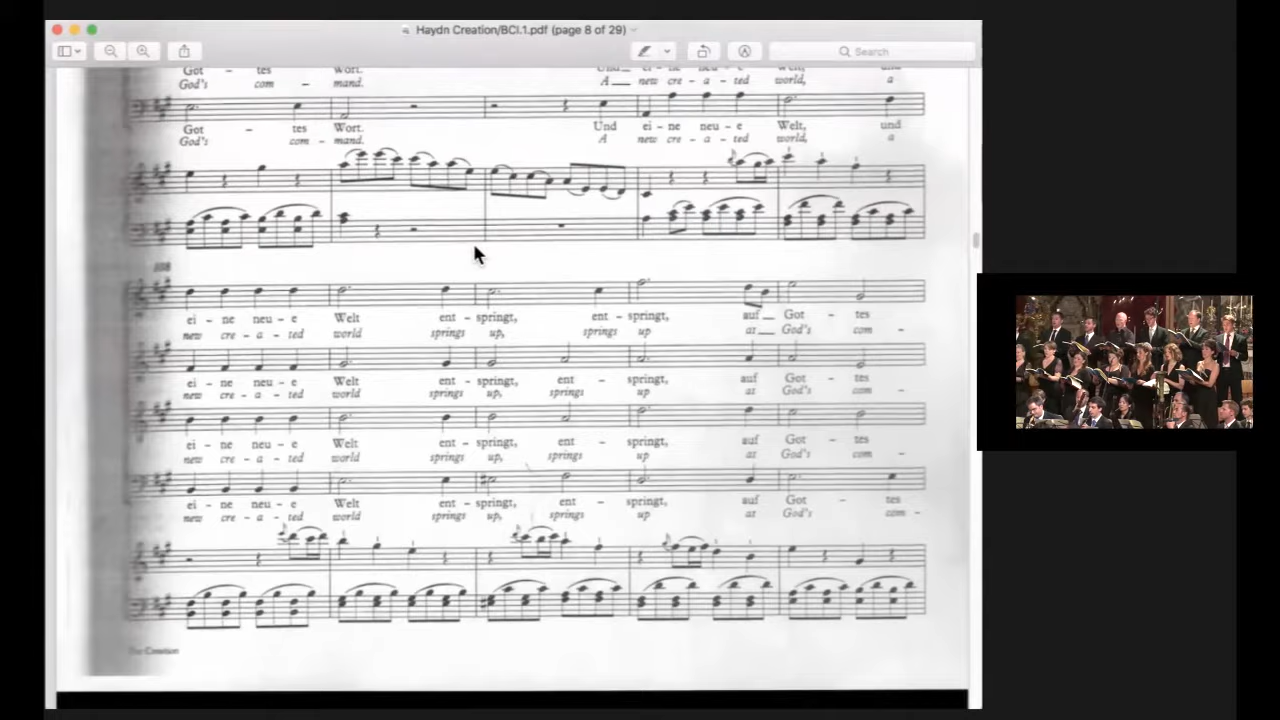 Haydn Creation/BCI.1.pdf (page 8 of 29)
Search
Got - tes Wort. Und ei - ne neu - e Welt, und
God's com - mand. A new cre - a - ted world, a
Got - tes Wort. Und ei - ne neu - e Welt, und
God's com - mand. A new cre - a - ted world, a
ei - ne neu - e Welt ent - springt, ent - springt, auf Got - tes
new cre - a - ted world springs up, springs up at God's com -
ei - ne neu - e Welt ent - springt, ent - springt, auf Got - tes
new cre - a - ted world springs up, springs up at God's com -
ei - ne neu - e Welt ent - springt, ent - springt, auf Got - tes
new cre - a - ted world springs up, springs up at God's com -
ei - ne neu - e Welt ent - springt, ent - springt, auf Got - tes
new cre - a - ted world springs up, springs up at God's com -
Creation